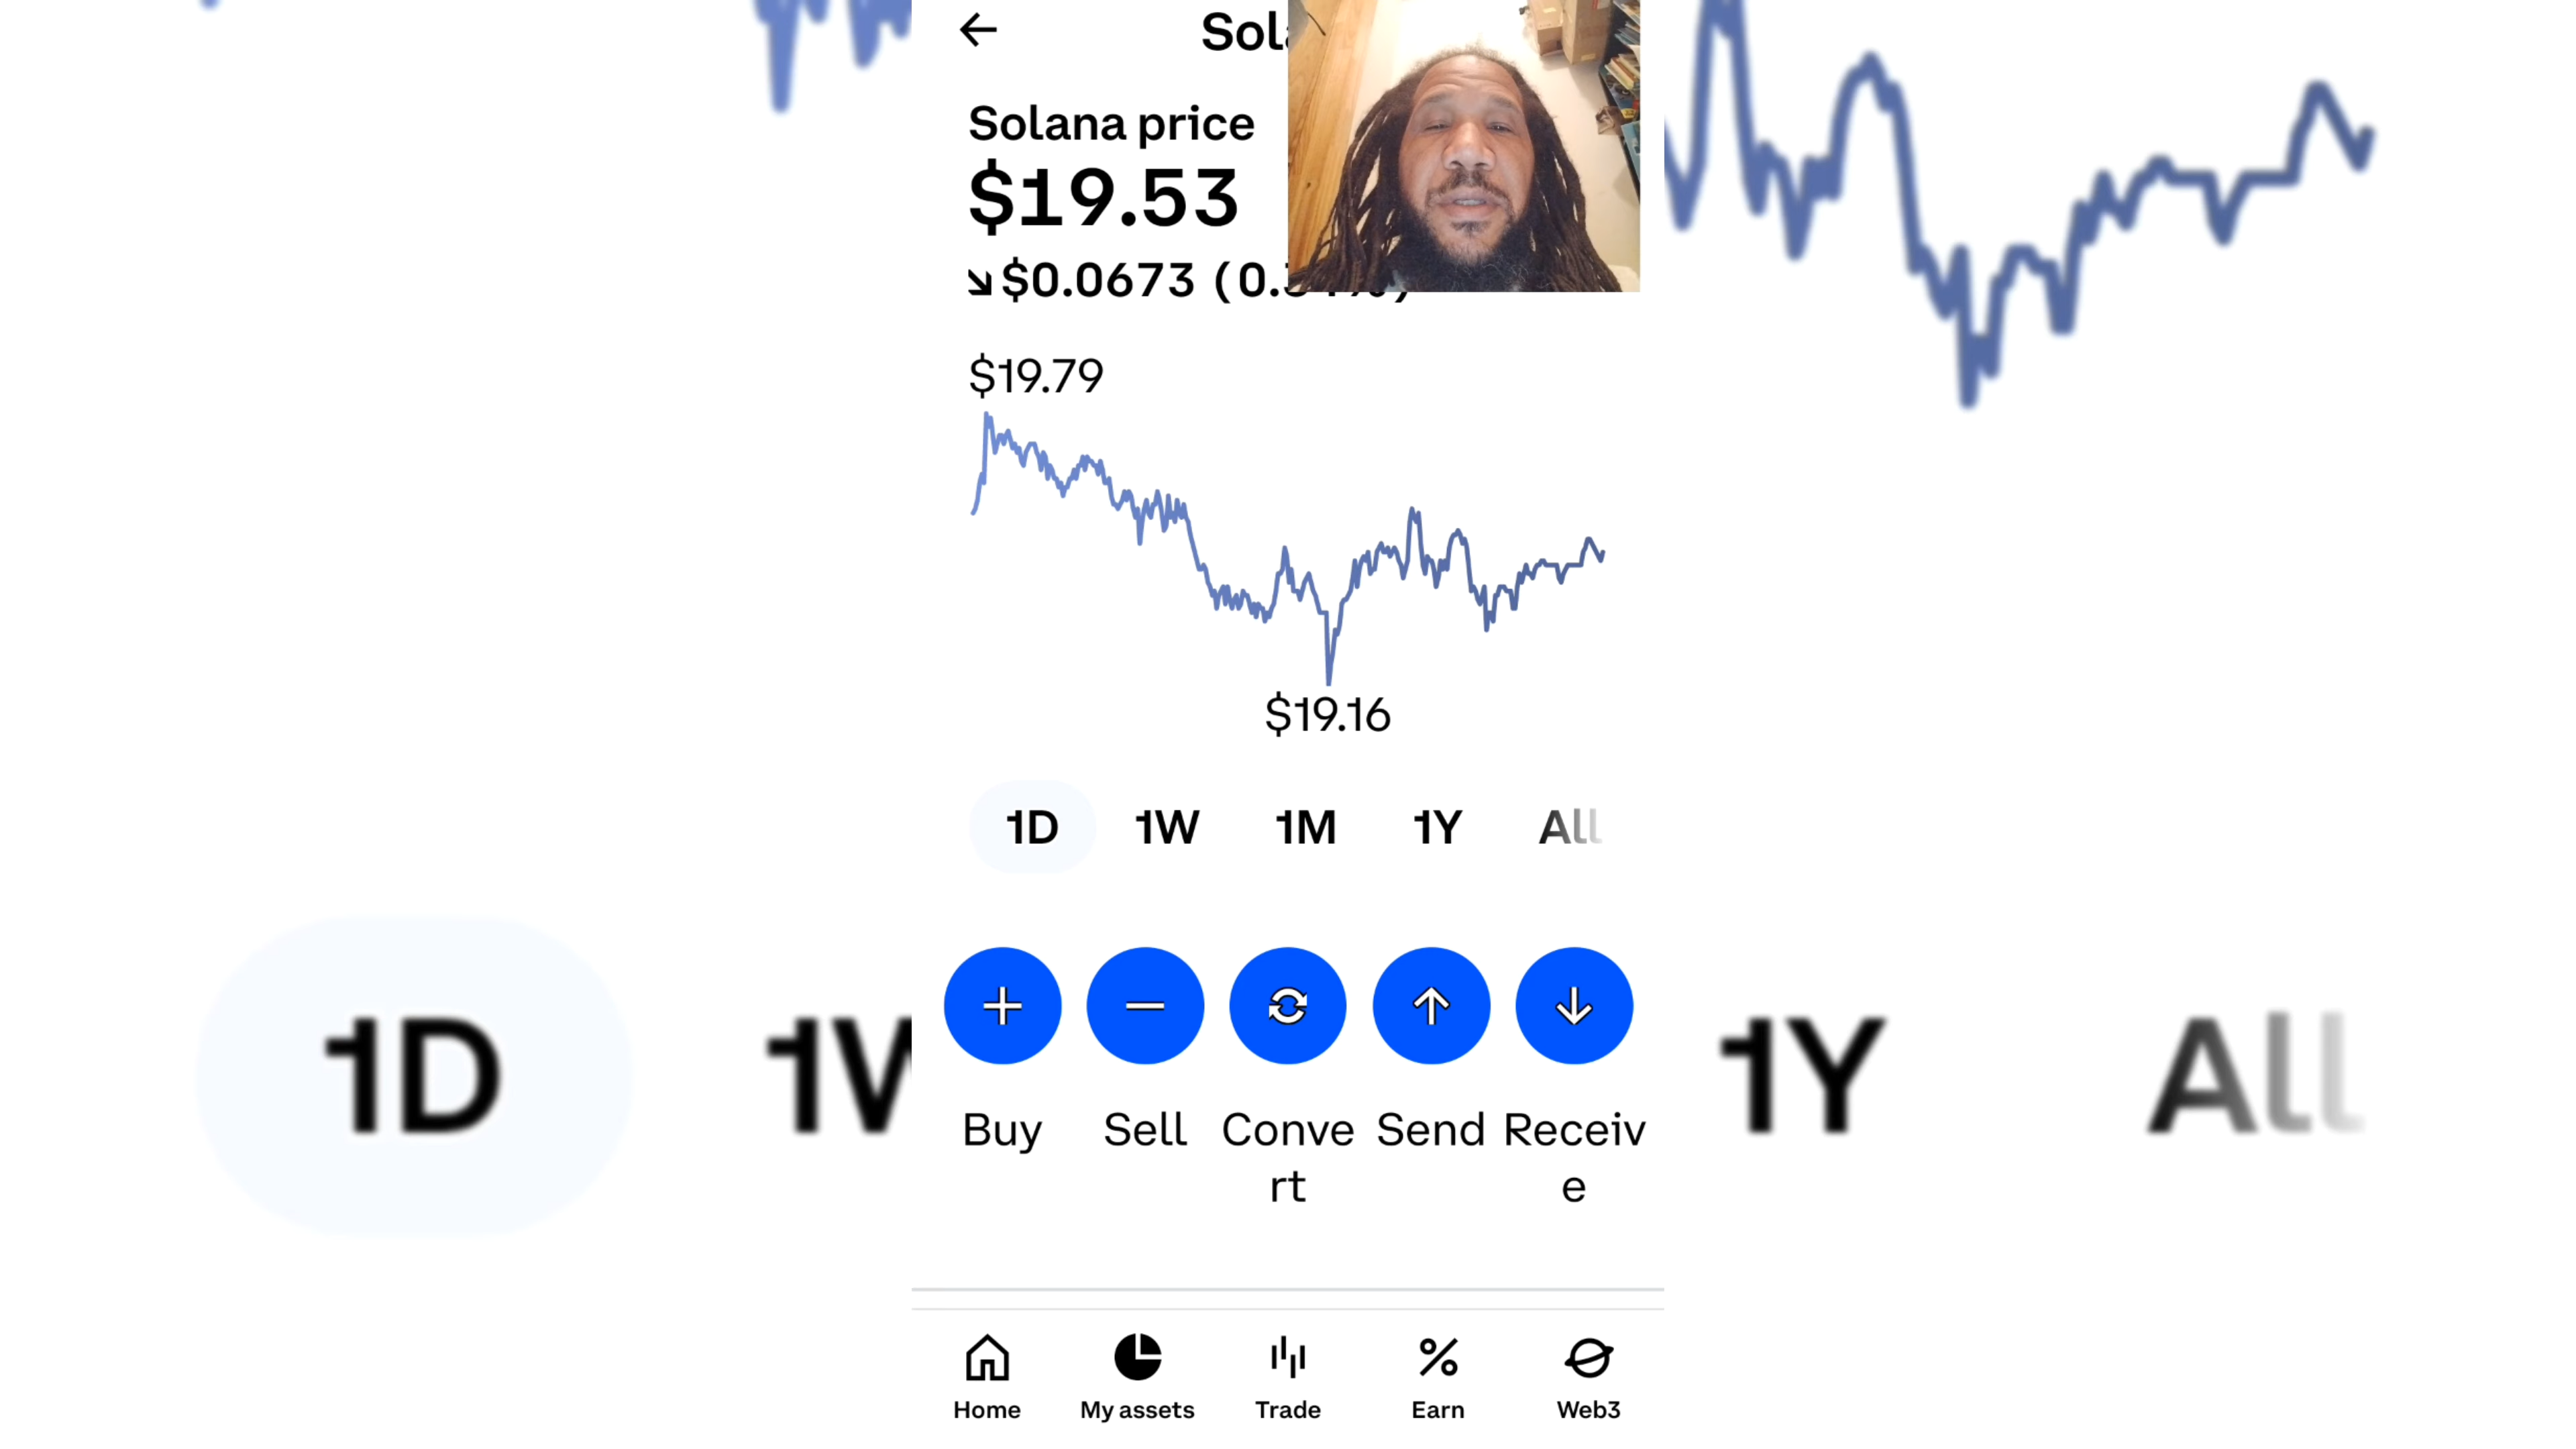 Sol
Solana price
$19.53
↘$0.0673 (0.
$19.79
$19.16
1D 1W 1M 1Y All
Buy Sell Conve Send Receiv
rt e
Home My assets Trade Earn Web3
1D 1W 1Y All